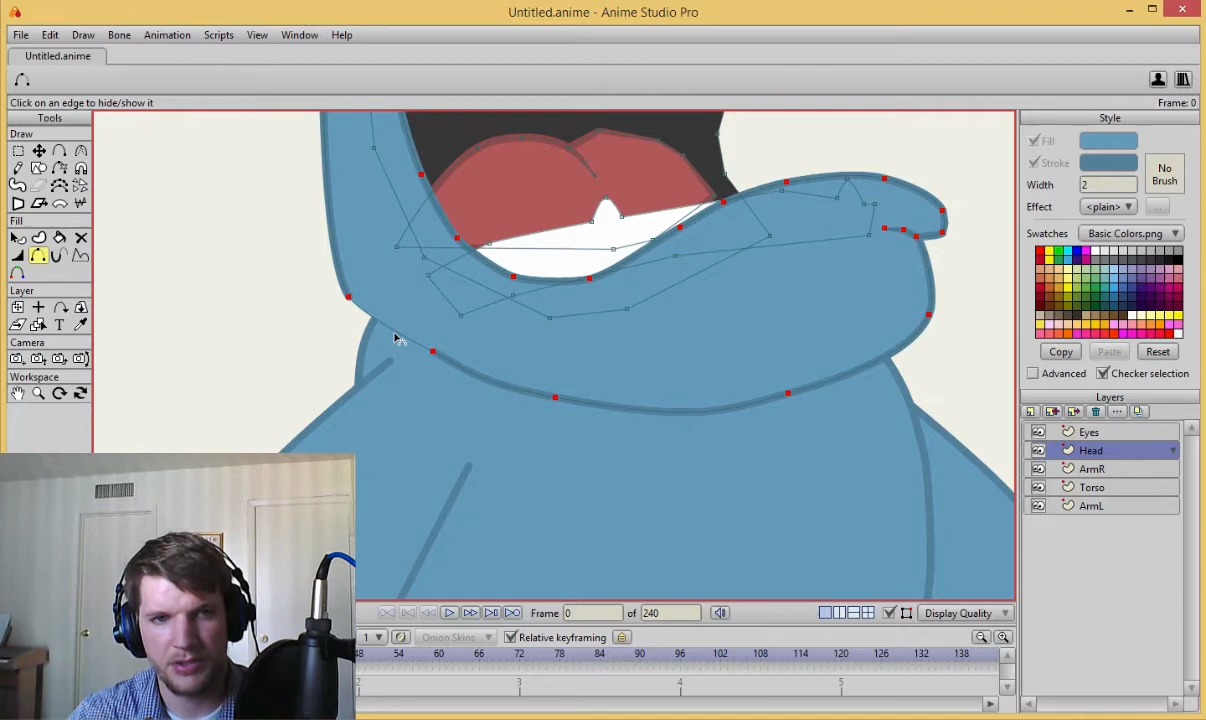 Untitled.anime - Anime Studio Pro
File Edit Draw Bone Animation Scripts View Window Help
Untitled.anime
Click on an edge to hide/show it
Frame: 0
Tools
Draw
Fill
Layer
Camera
Workspace
Style
Fill
Stroke
No Brush
Width 2
Effect <plain> ...
Swatches Basic Colors.png
Copy Paste Reset
Advanced Checker selection
Layers
Eyes
Head
ArmR
Torso
ArmL
Frame 0 of 240 Display Quality
1 Onion Skins Relative keyframing
48 54 60 66 72 78 84 90 96 102 108 114 120 126 132 138
2 3 4 5